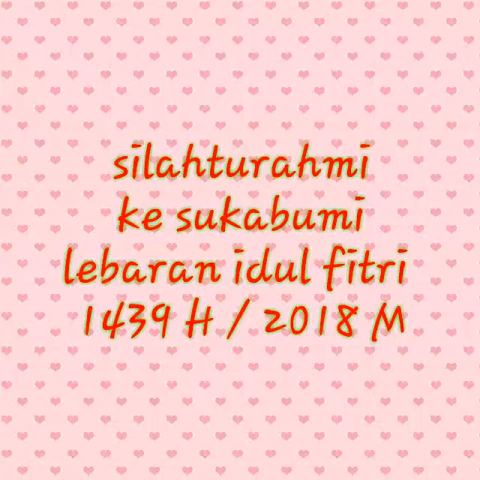 silahturahmi
ke sukabumi
lebaran idul fitri
1439 H / 2018 M